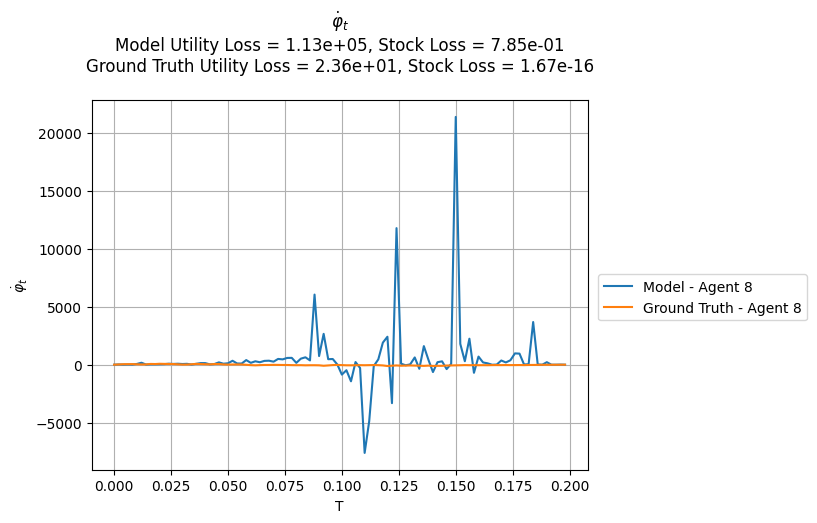 φ̇ₜ
Model Utility Loss = 1.13e+05, Stock Loss = 7.85e-01
Ground Truth Utility Loss = 2.36e+01, Stock Loss = 1.67e-16
20000
15000
10000
5000
0
−5000
φ̇ₜ
0.000 0.025 0.050 0.075 0.100 0.125 0.150 0.175 0.200
T
Model - Agent 8
Ground Truth - Agent 8